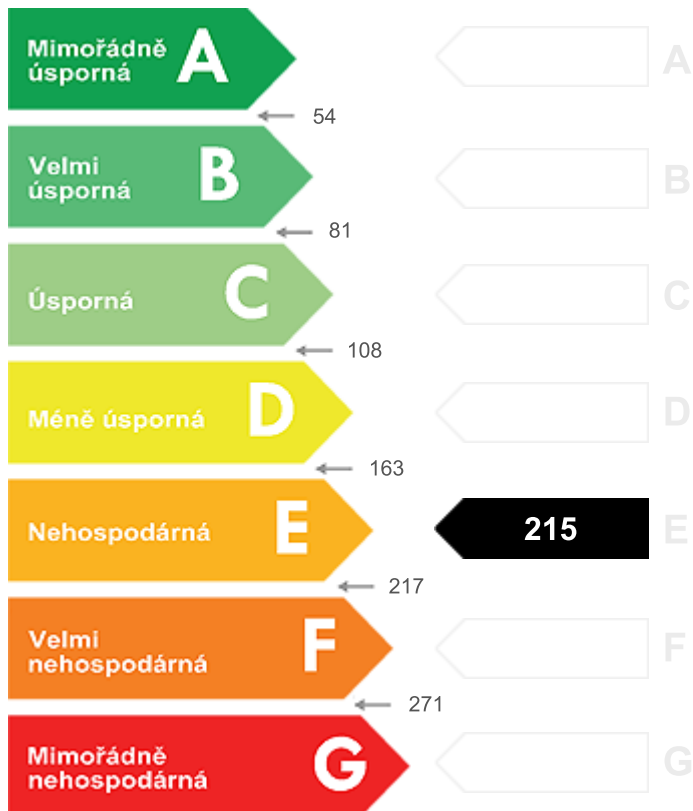 Mimořádně
úsporná
A
A
54
Velmi
úsporná
B
B
81
Úsporná
C
C
108
Méně úsporná
D
D
163
Nehospodárná
E
215
E
217
Velmi
nehospodárná
F
F
271
Mimořádně
nehospodárná
G
G